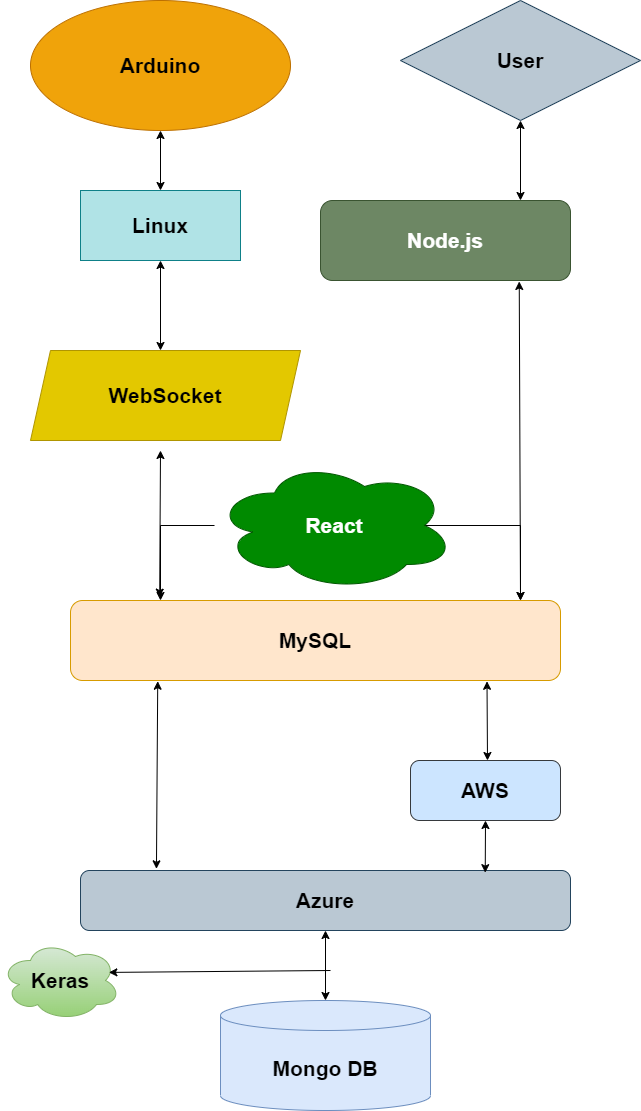 Arduino
User
Linux
Node.js
WebSocket
React
MySQL
AWS
Azure
Keras
Mongo DB